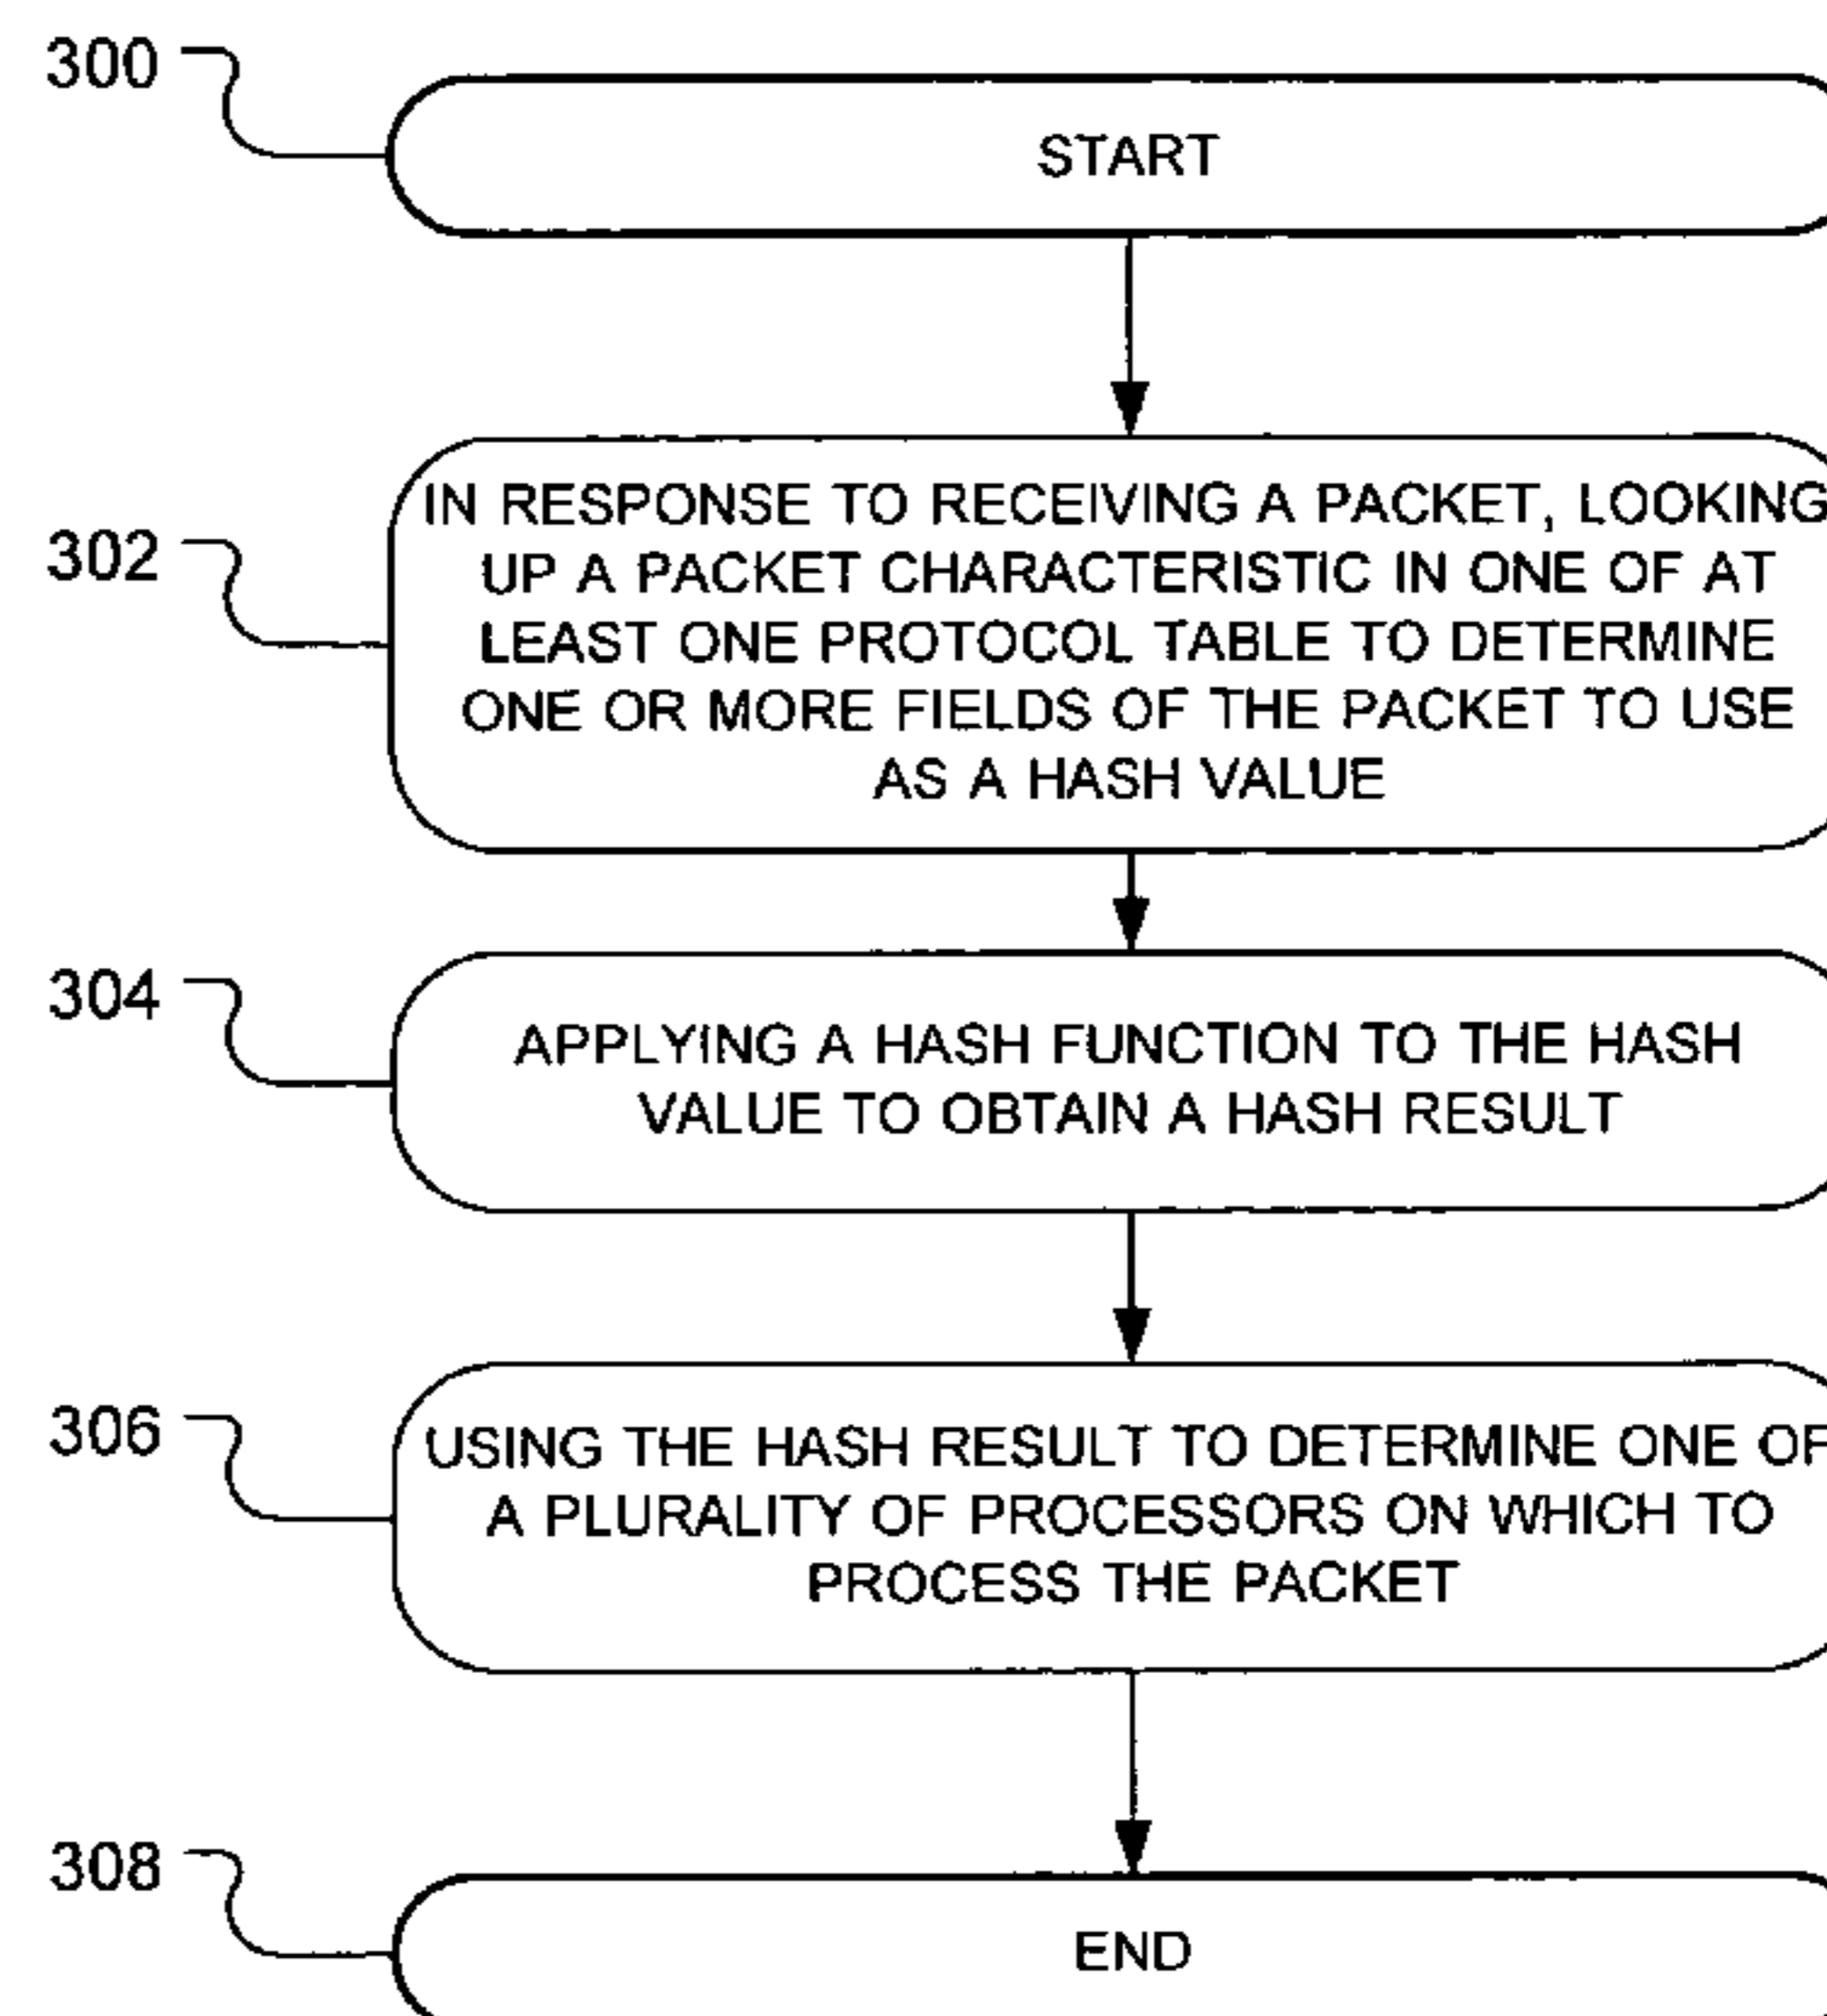 300
START
302
IN RESPONSE TO RECEIVING A PACKET, LOOKING
UP A PACKET CHARACTERISTIC IN ONE OF AT
LEAST ONE PROTOCOL TABLE TO DETERMINE
ONE OR MORE FIELDS OF THE PACKET TO USE
AS A HASH VALUE
304
APPLYING A HASH FUNCTION TO THE HASH
VALUE TO OBTAIN A HASH RESULT
306
USING THE HASH RESULT TO DETERMINE ONE OF
A PLURALITY OF PROCESSORS ON WHICH TO
PROCESS THE PACKET
308
END